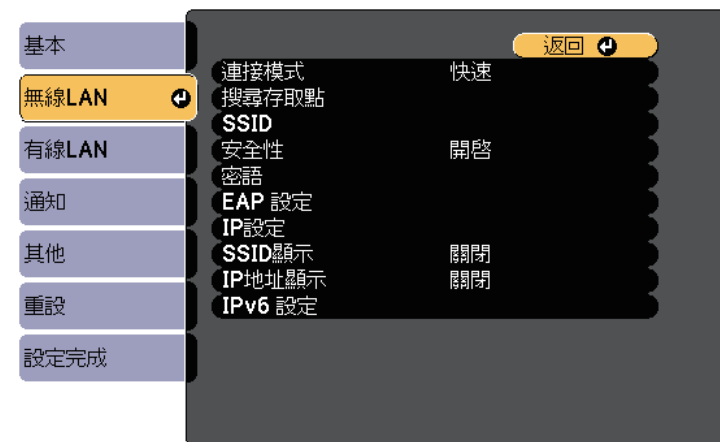 基本
無線LAN
有線LAN
通知
其他
重設
設定完成
返回
連接模式 快速
搜尋存取點
SSID
安全性 開啓
密語
EAP 設定
IP設定
SSID顯示 關閉
IP地址顯示 關閉
IPv6 設定